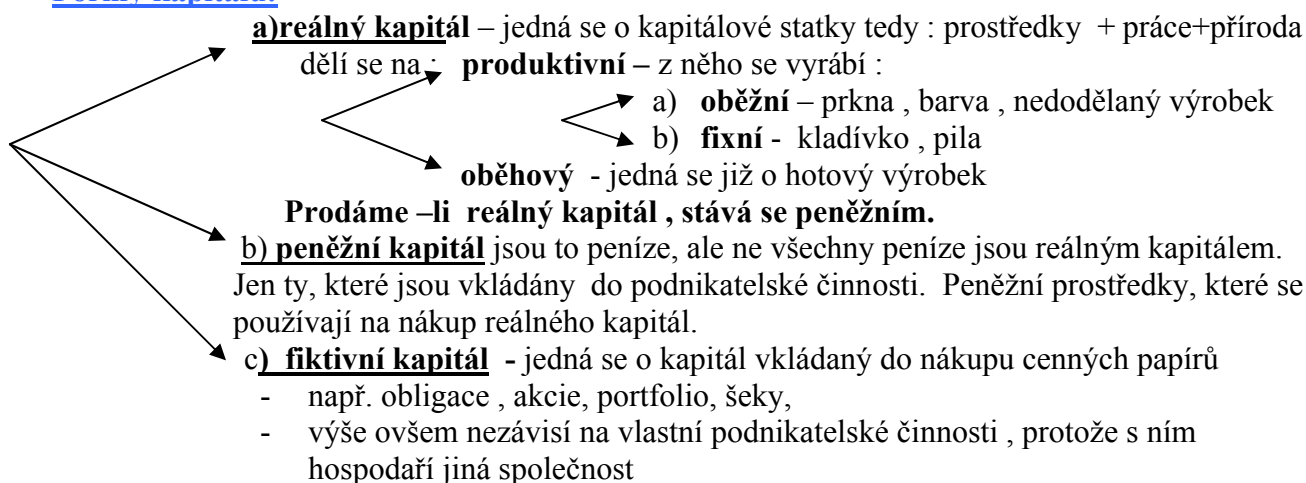 a)reálný kapitál – jedná se o kapitálové statky tedy : prostředky + práce+příroda
dělí se na : produktivní – z něho se vyrábí :
a) oběžní – prkna , barva , nedodělaný výrobek
b) fixní - kladívko , pila
oběhový - jedná se již o hotový výrobek
Prodáme –li reálný kapitál , stává se peněžním.
b) peněžní kapitál jsou to peníze, ale ne všechny peníze jsou reálným kapitálem.
Jen ty, které jsou vkládány do podnikatelské činnosti. Peněžní prostředky, které se
používají na nákup reálného kapitál.
c) fiktivní kapitál - jedná se o kapitál vkládaný do nákupu cenných papírů
- např. obligace , akcie, portfolio, šeky,
- výše ovšem nezávisí na vlastní podnikatelské činnosti , protože s ním
hospodaří jiná společnost